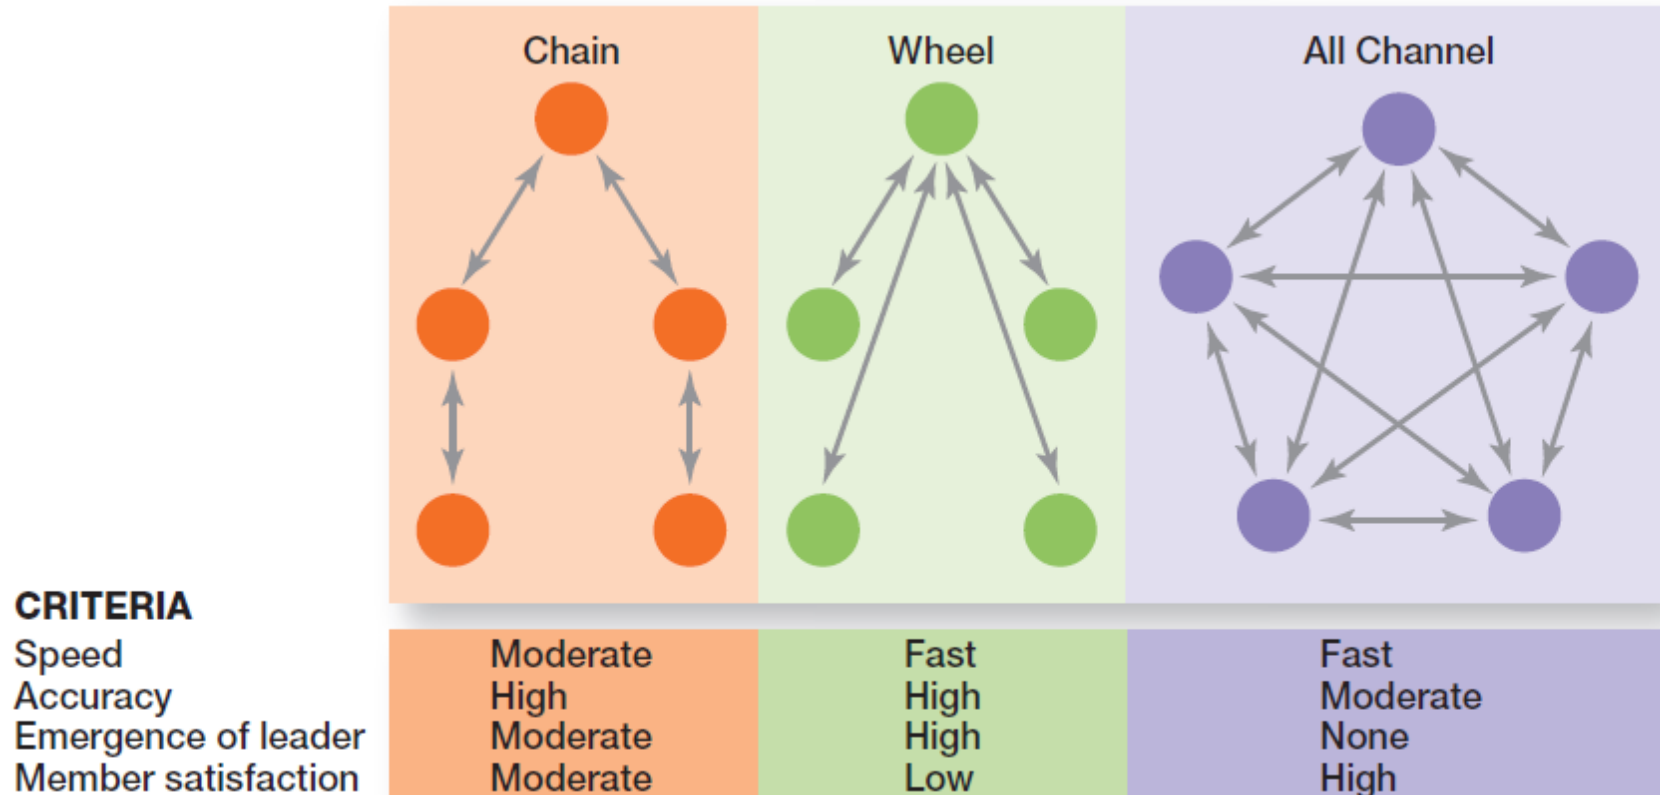 Chain Wheel All Channel
CRITERIA
Speed Moderate Fast Fast
Accuracy High High Moderate
Emergence of leader Moderate High None
Member satisfaction Moderate Low High